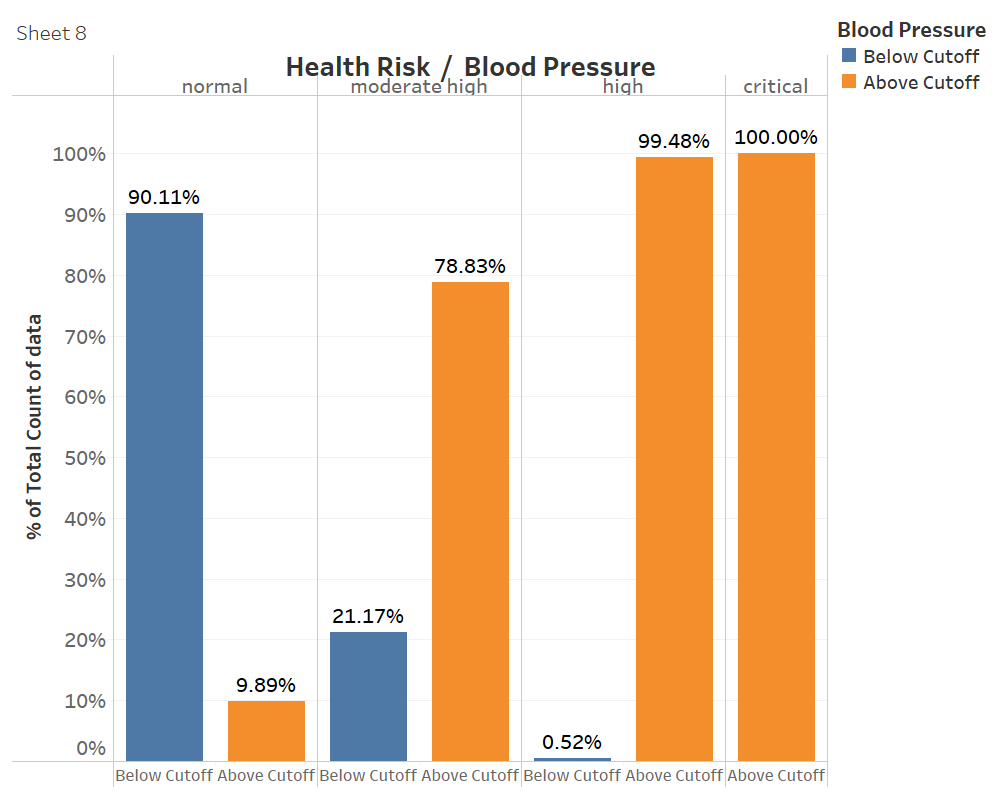 Sheet 8
Health Risk / Blood Pressure
normal moderate high high critical
Blood Pressure
Below Cutoff
Above Cutoff
% of Total Count of data
100%
90%
80%
70%
60%
50%
40%
30%
20%
10%
0%
90.11%
9.89%
21.17%
78.83%
0.52%
99.48%
100.00%
Below Cutoff Above Cutoff Below Cutoff Above Cutoff Below Cutoff Above Cutoff Above Cutoff